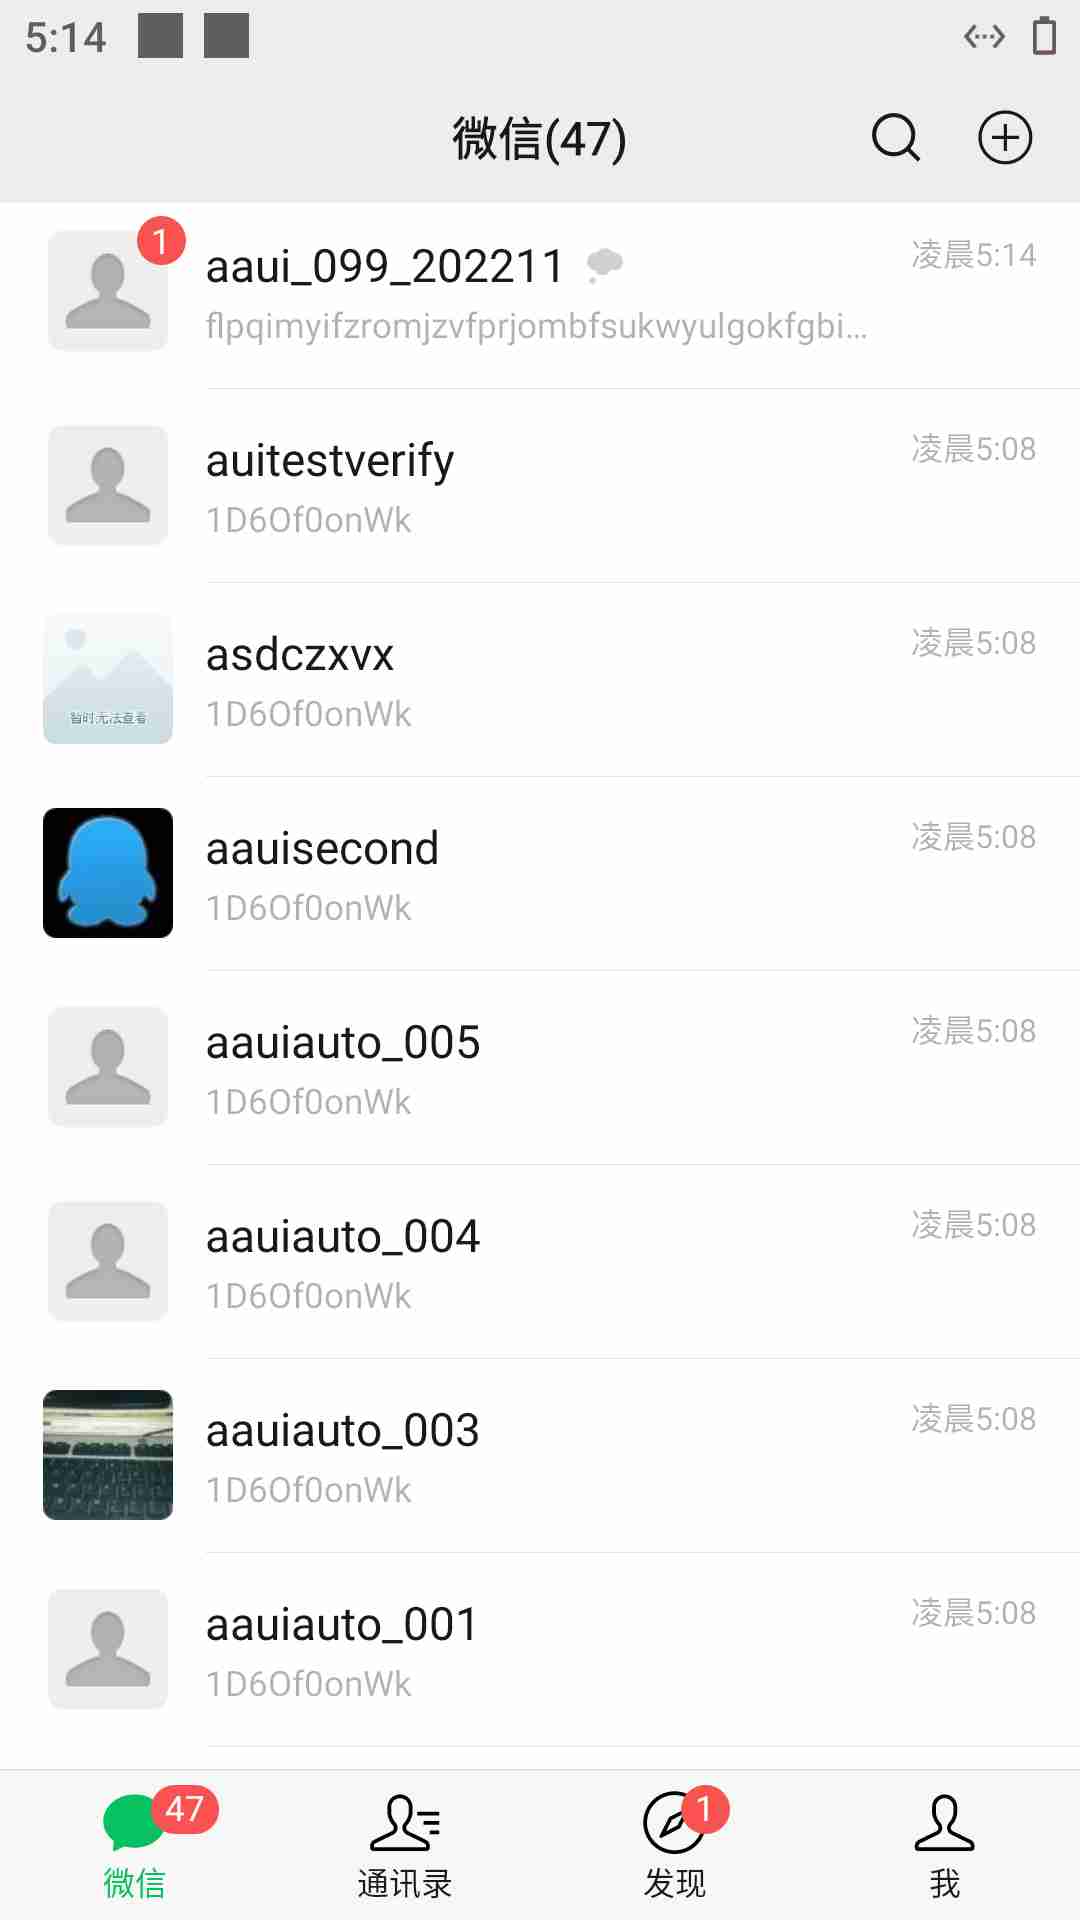 5:14
微信(47)
1
aaui_099_202211
凌晨5:14
flpqimyifzromjzvfprjombfsukwyulgokfgbi...
auitestverify
凌晨5:08
1D6Of0onWk
asdczxvx
凌晨5:08
暂时无法查看
1D6Of0onWk
aauisecond
凌晨5:08
1D6Of0onWk
aauiauto_005
凌晨5:08
1D6Of0onWk
aauiauto_004
凌晨5:08
1D6Of0onWk
aauiauto_003
凌晨5:08
1D6Of0onWk
aauiauto_001
凌晨5:08
1D6Of0onWk
47
1
微信
通讯录
发现
我